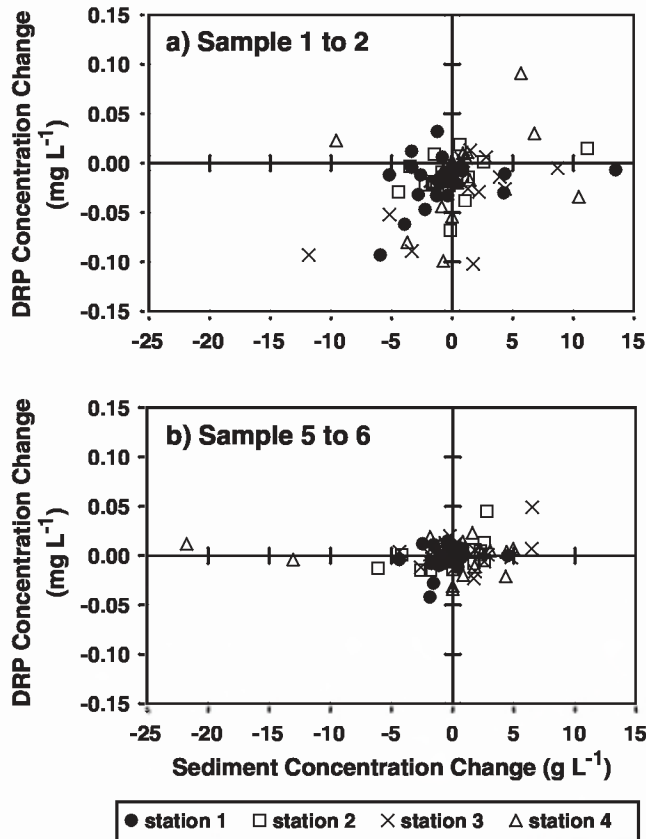 DRP Concentration Change
(mg L⁻¹)
a) Sample 1 to 2
0.15
0.10
0.05
0.00
-0.05
-0.10
-0.15
-25 -20 -15 -10 -5 0 5 10 15
DRP Concentration Change
(mg L⁻¹)
b) Sample 5 to 6
0.15
0.10
0.05
0.00
-0.05
-0.10
-0.15
-25 -20 -15 -10 -5 0 5 10 15
Sediment Concentration Change (g L⁻¹)
station 1 station 2 station 3 station 4